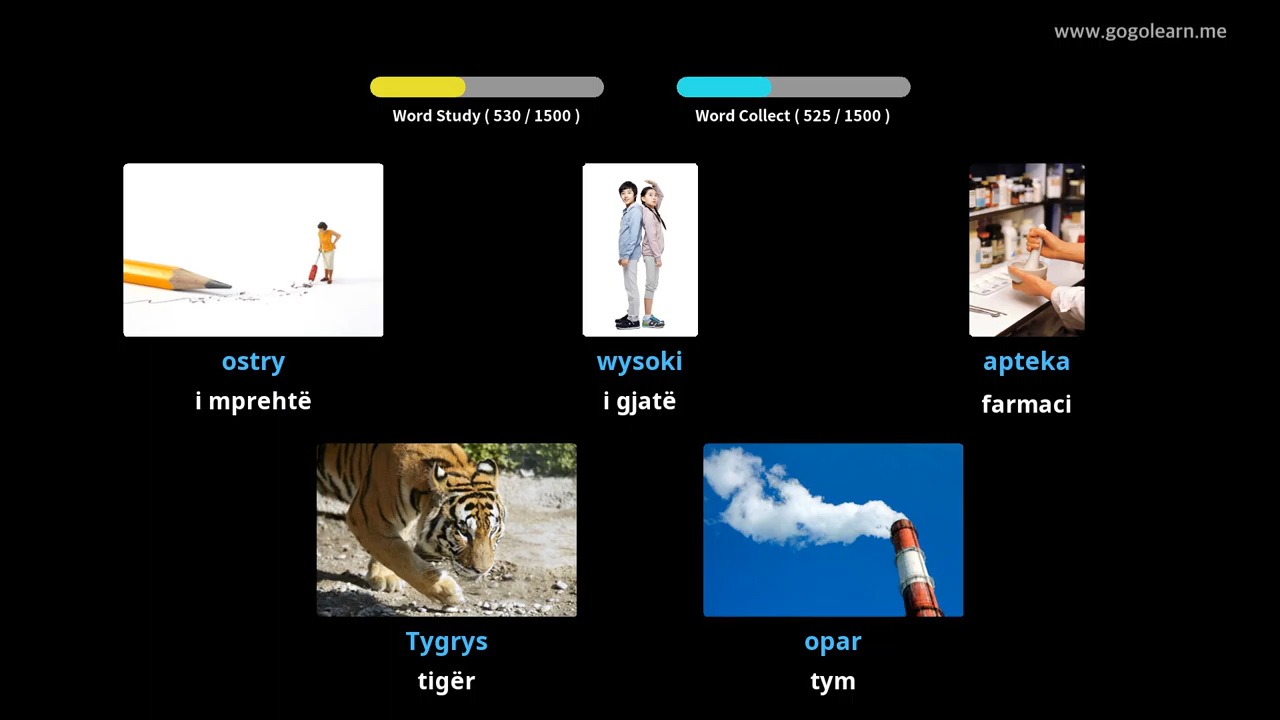 www.gogolearn.me
Word Study ( 530 / 1500 )
Word Collect ( 525 / 1500 )
ostry
i mprehtë
wysoki
i gjatë
apteka
farmaci
Tygrys
tigër
opar
tym